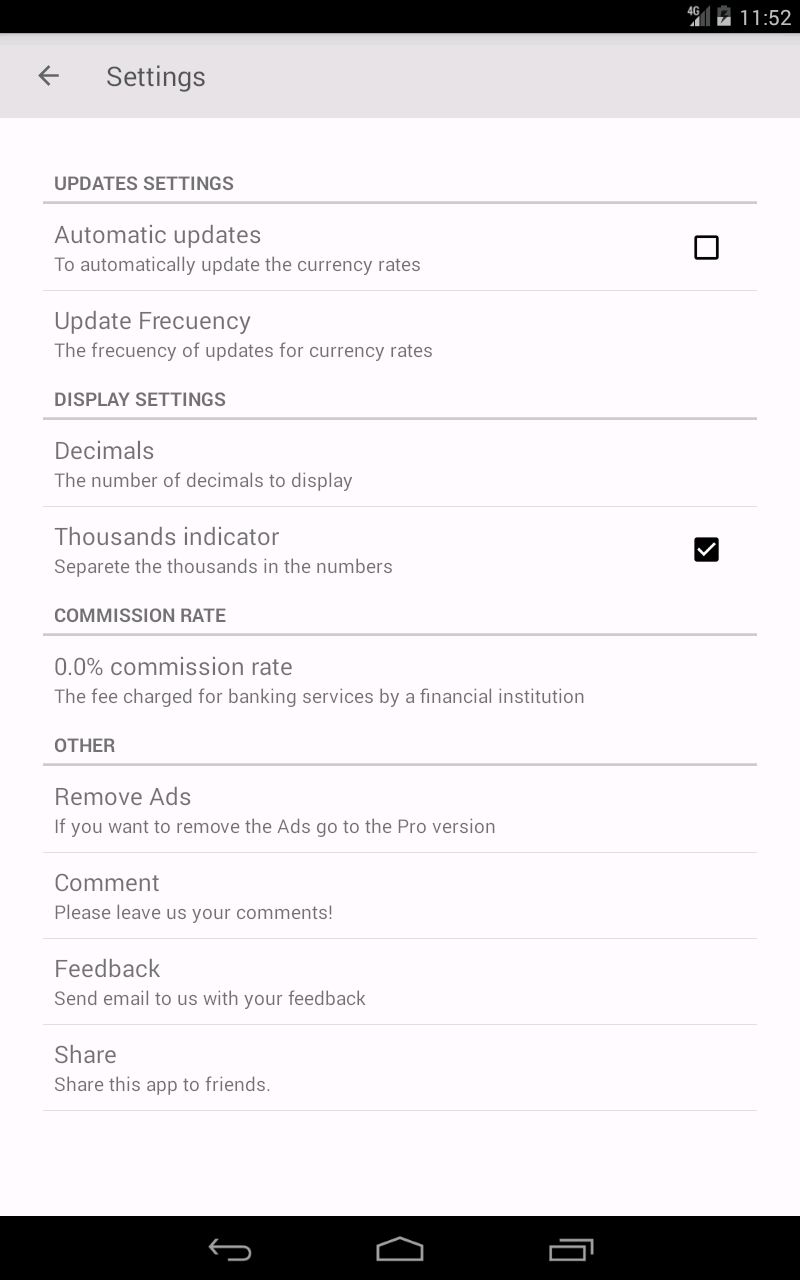 4G 11:52
Settings
UPDATES SETTINGS
Automatic updates
To automatically update the currency rates
Update Frecuency
The frecuency of updates for currency rates
DISPLAY SETTINGS
Decimals
The number of decimals to display
Thousands indicator
Separete the thousands in the numbers
COMMISSION RATE
0.0% commission rate
The fee charged for banking services by a financial institution
OTHER
Remove Ads
If you want to remove the Ads go to the Pro version
Comment
Please leave us your comments!
Feedback
Send email to us with your feedback
Share
Share this app to friends.